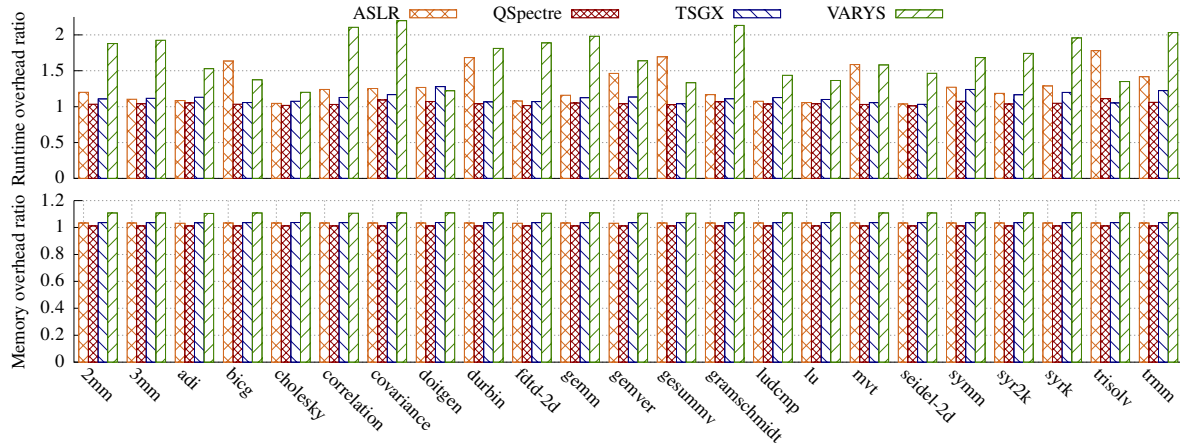 ASLR QSpectre TSGX VARYS
Runtime overhead ratio
2
1.5
1
0.5
0
Memory overhead ratio
1.2
1
0.8
0.6
0.4
0.2
0
2mm
3mm
adi
bicg
cholesky
correlation
covariance
doitgen
durbin
fdtd-2d
gemm
gemver
gesummv
gramschmidt
ludcmp
lu
mvt
seidel-2d
symm
syr2k
syrk
trisolv
trmm